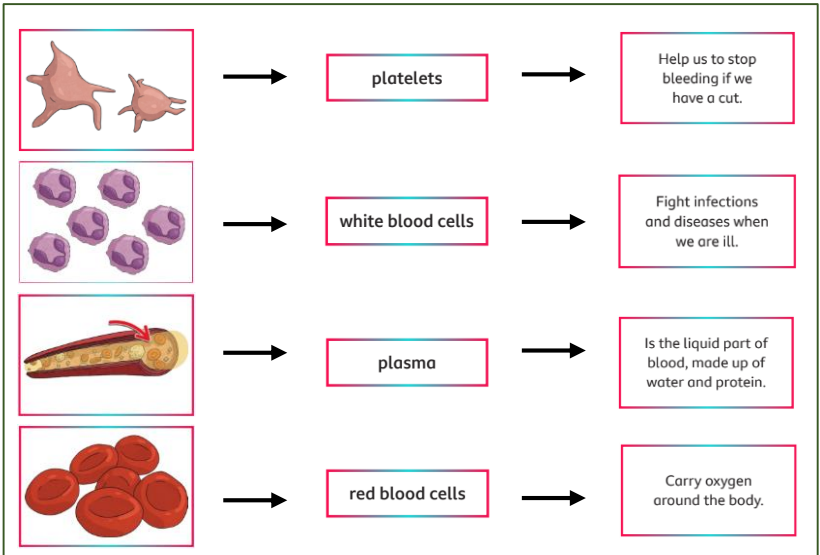 platelets
Help us to stop
bleeding if we
have a cut.
white blood cells
Fight infections
and diseases when
we are ill.
plasma
Is the liquid part of
blood, made up of
water and protein.
red blood cells
Carry oxygen
around the body.